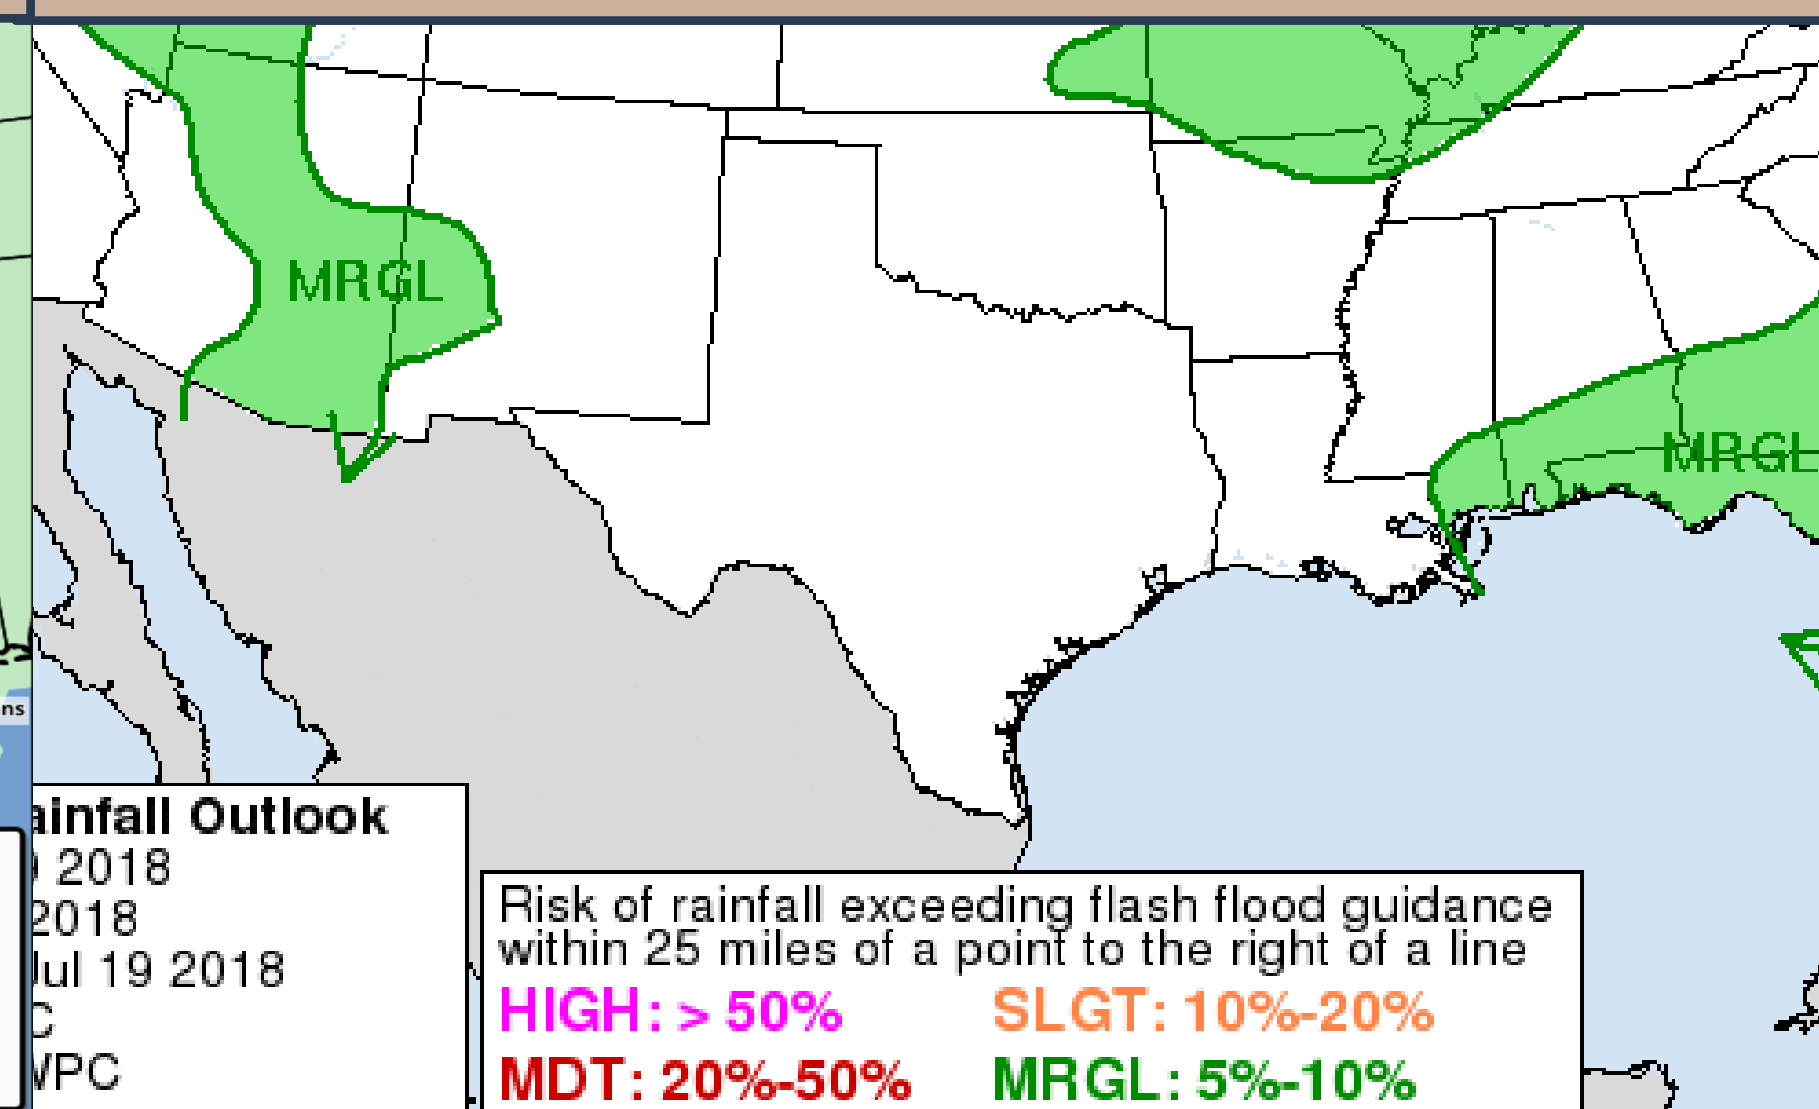 MRGL
MRGL
ns
ainfall Outlook
2018
2018
Jul 19 2018
C
WPC
Risk of rainfall exceeding flash flood guidance
within 25 miles of a point to the right of a line
HIGH: > 50% SLGT: 10%-20%
MDT: 20%-50% MRGL: 5%-10%